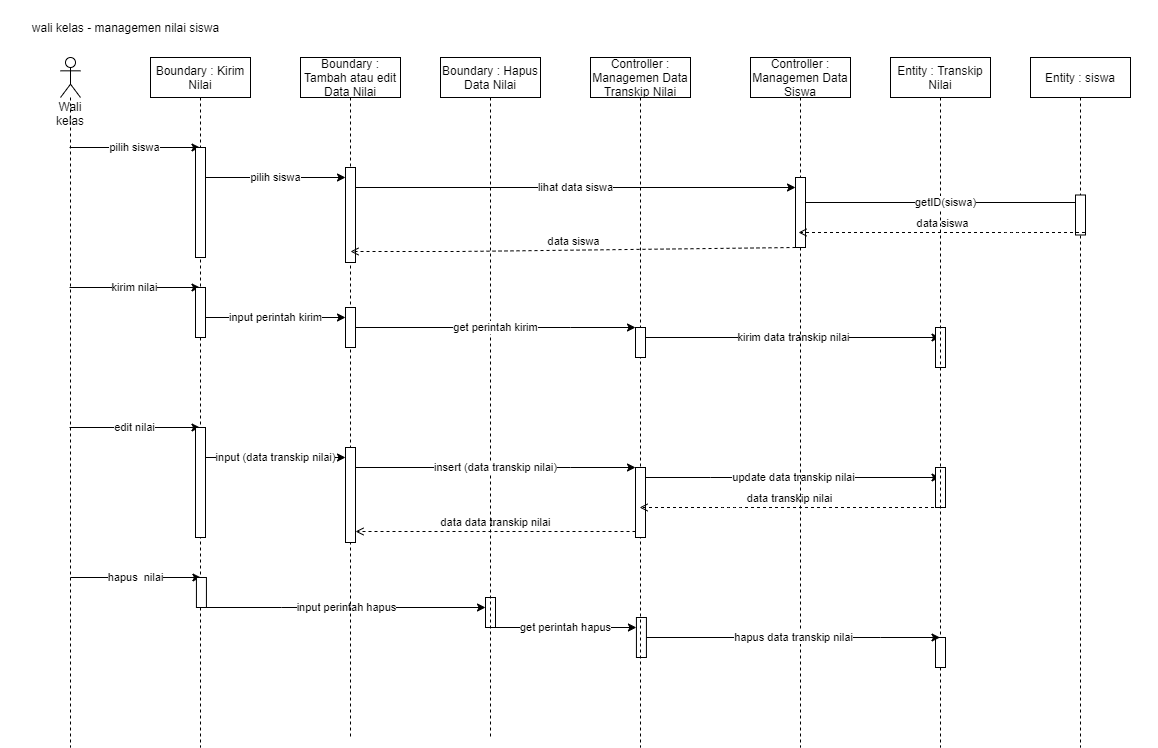 wali kelas - managemen nilai siswa
Wali
kelas
Boundary : Kirim
Nilai
Boundary :
Tambah atau edit
Data Nilai
Boundary : Hapus
Data Nilai
Controller :
Managemen Data
Transkip Nilai
Controller :
Managemen Data
Siswa
Entity : Transkip
Nilai
Entity : siswa
pilih siswa
pilih siswa
lihat data siswa
getID(siswa)
data siswa
data siswa
kirim nilai
input perintah kirim
get perintah kirim
kirim data transkip nilai
edit nilai
input (data transkip nilai)
insert (data transkip nilai)
update data transkip nilai
data transkip nilai
data data transkip nilai
hapus  nilai
input perintah hapus
get perintah hapus
hapus data transkip nilai